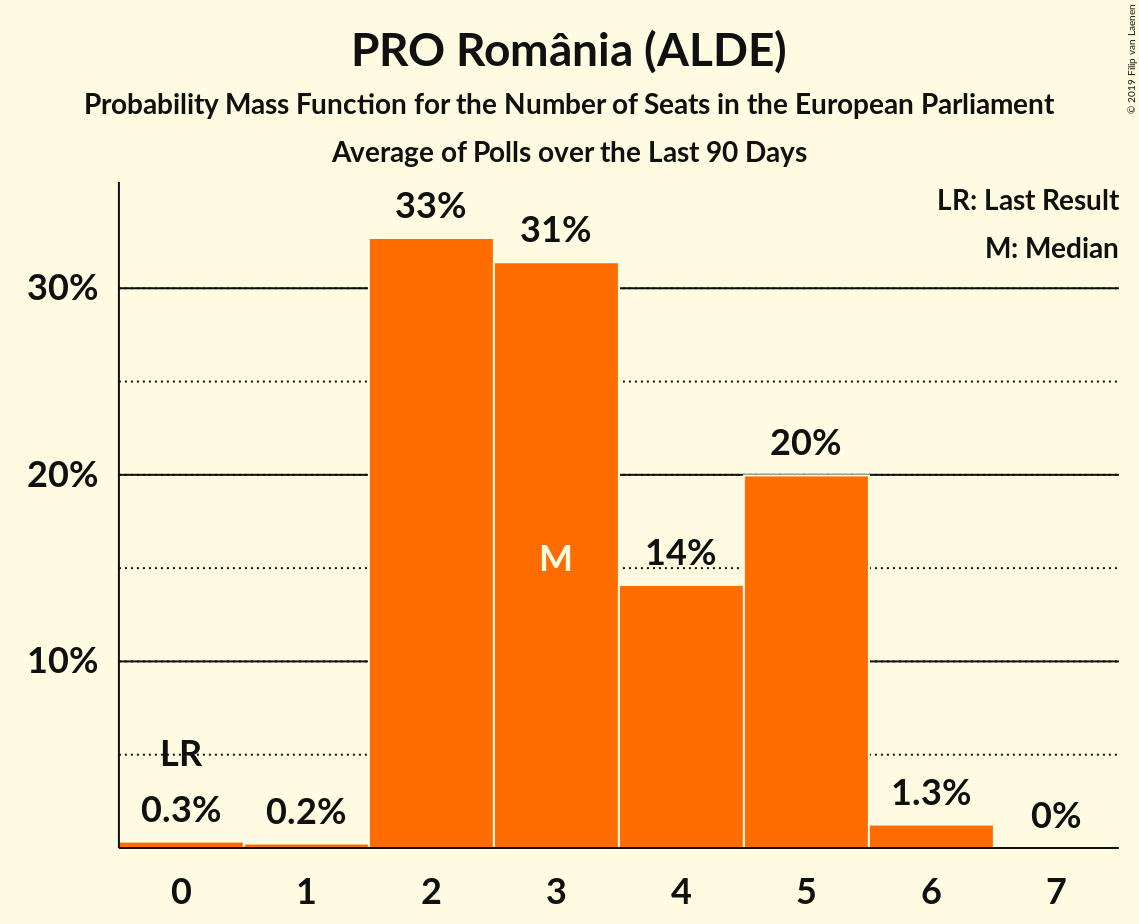 PRO România (ALDE)
Probability Mass Function for the Number of Seats in the European Parliament
Average of Polls over the Last 90 Days
© 2019 Filip van Laenen
LR: Last Result
M: Median
33%
31%
30%
20%
20%
M
14%
10%
LR
0.3%
0.2%
1.3%
0%
0 1 2 3 4 5 6 7